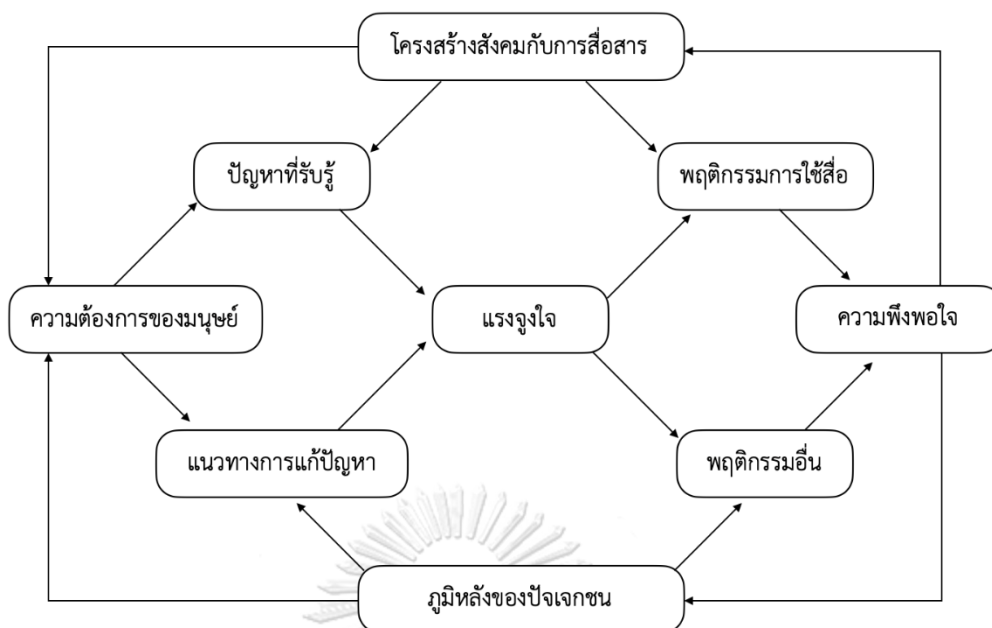 โครงสร้างสังคมกับการสื่อสาร
ปัญหาที่รับรู้
พฤติกรรมการใช้สื่อ
ความต้องการของมนุษย์
แรงจูงใจ
ความพึงพอใจ
แนวทางการแก้ปัญหา
พฤติกรรมอื่น
ภูมิหลังของปัจเจกชน